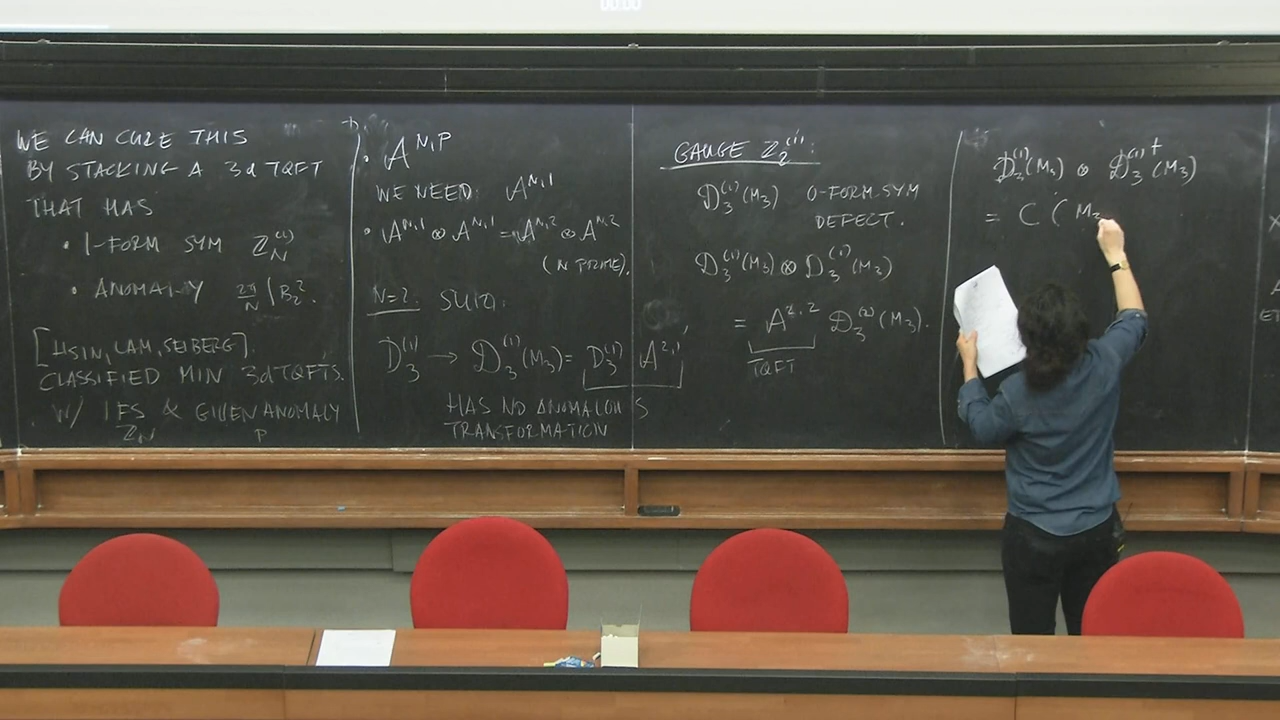 WE CAN CURE THIS
BY STACKING A 3d TQFT
THAT HAS
• 1-FORM SYM ℤ_N^(1)
• ANOMALY 2π/N ∫B_2^2.
[HSIN, LAM, SEIBERG].
CLASSIFIED MIN 3d TQFTS.
W/ 1FS & GIVEN ANOMALY
ℤ_N P
• A^{N,P}
WE NEED: A^{N,1}
• A^{N,1} ⊗ A^{N,1} = A^{N,2} ⊗ A^{N,2}
(N PRIME).
N=2.
D_3^(1) → 𝒟_3^(1)(M_3) = D_3^(1) A^{2,1}
HAS NO ANOMALOUS
TRANSFORMATION
GAUGE ℤ_2^(1):
𝒟_3^(1)(M_3) 0-FORM-SYM
DEFECT.
𝒟_3^(1)(M_3) ⊗ 𝒟_3^(1)(M_3)
= A^{2,2} 𝒟_3^(2)(M_3).
TQFT
𝒟_3^(1)(M_3) ⊗ 𝒟_3^(1)†(M_3)
= C (M_3